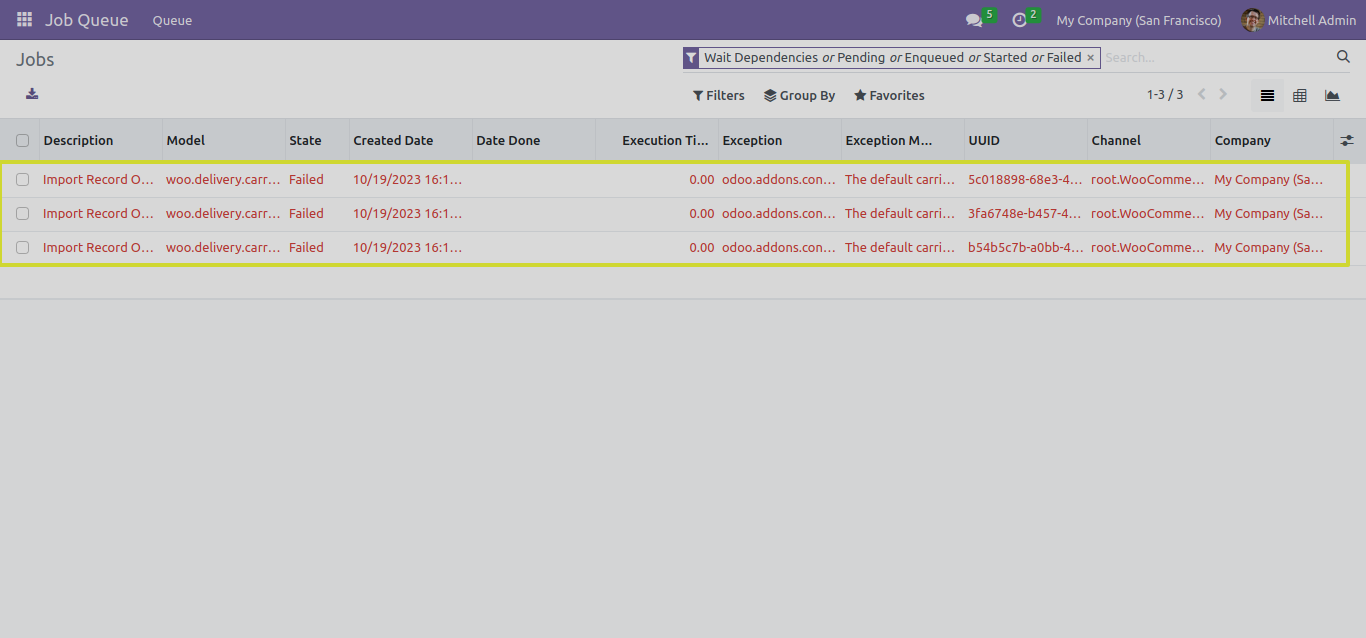 Job Queue Queue 5 2 My Company (San Francisco) Mitchell Admin
Jobs
Wait Dependencies or Pending or Enqueued or Started or Failed × Search...
Filters Group By Favorites 1-3 / 3
Description Model State Created Date Date Done Execution Ti... Exception Exception M... UUID Channel Company
Import Record O... woo.delivery.carr... Failed 10/19/2023 16:1... 0.00 odoo.addons.con... The default carri... 5c018898-68e3-4... root.WooComme... My Company (Sa...
Import Record O... woo.delivery.carr... Failed 10/19/2023 16:1... 0.00 odoo.addons.con... The default carri... 3fa6748e-b457-4... root.WooComme... My Company (Sa...
Import Record O... woo.delivery.carr... Failed 10/19/2023 16:1... 0.00 odoo.addons.con... The default carri... b54b5c7b-a0bb-4... root.WooComme... My Company (Sa...